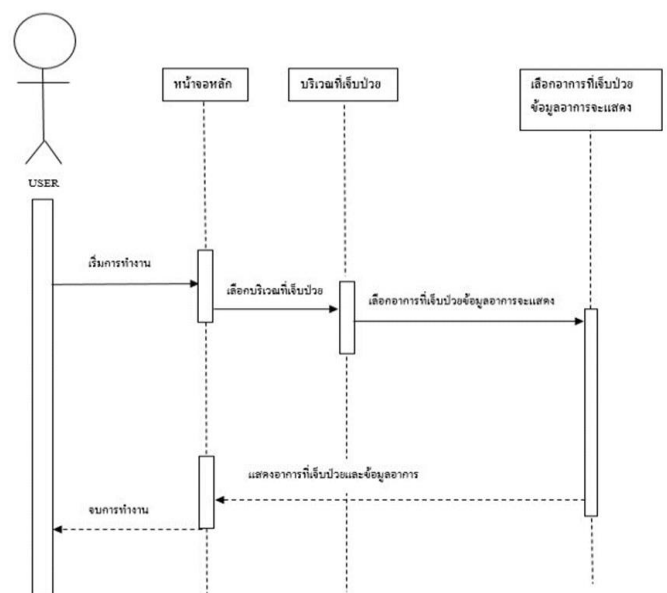 หน้าจอหลัก
บริเวณที่เจ็บป่วย
เลือกอาการที่เจ็บป่วย
ข้อมูลอาการจะแสดง
USER
เริ่มการทำงาน
เลือกบริเวณที่เจ็บป่วย
เลือกอาการที่เจ็บป่วยข้อมูลอาการจะแสดง
แสดงอาการที่เจ็บป่วยและข้อมูลอาการ
จบการทำงาน